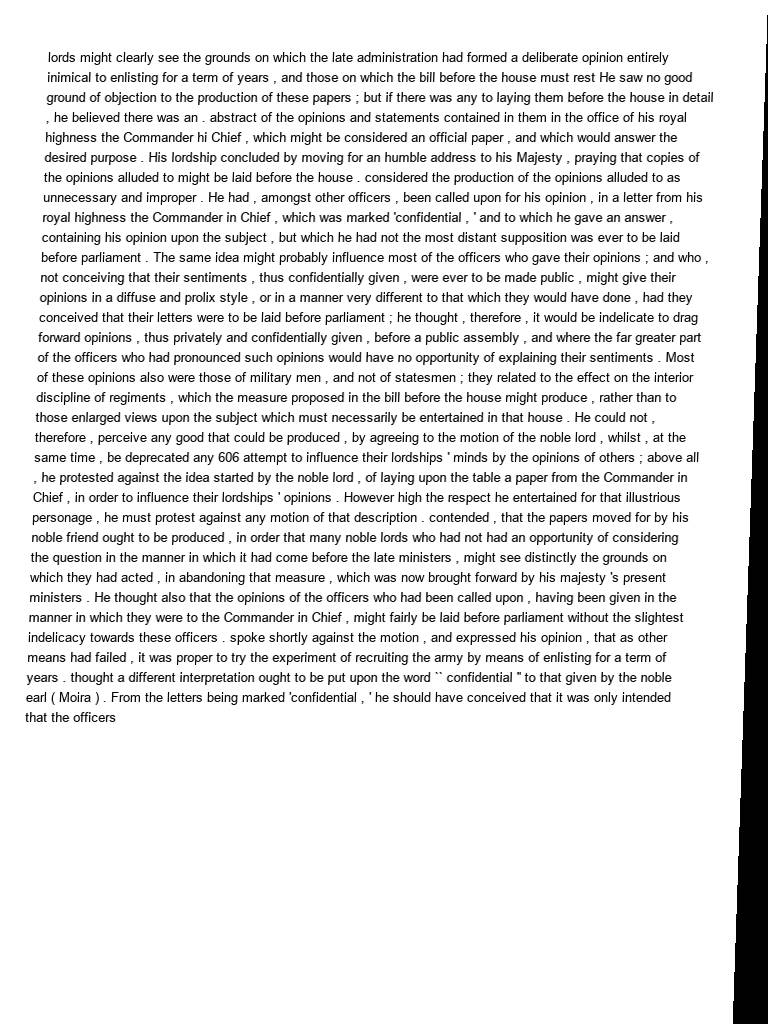 lords might clearly see the grounds on which the late administration had formed a deliberate opinion entirely
inimical to enlisting for a term of years , and those on which the bill before the house must rest He saw no good
ground of objection to the production of these papers ; but if there was any to laying them before the house in detail
, he believed there was an . abstract of the opinions and statements contained in them in the office of his royal
highness the Commander hi Chief , which might be considered an official paper , and which would answer the
desired purpose . His lordship concluded by moving for an humble address to his Majesty , praying that copies of
the opinions alluded to might be laid before the house . considered the production of the opinions alluded to as
unnecessary and improper . He had , amongst other officers , been called upon for his opinion , in a letter from his
royal highness the Commander in Chief , which was marked 'confidential , ' and to which he gave an answer ,
containing his opinion upon the subject , but which he had not the most distant supposition was ever to be laid
before parliament . The same idea might probably influence most of the officers who gave their opinions ; and who ,
not conceiving that their sentiments , thus confidentially given , were ever to be made public , might give their
opinions in a diffuse and prolix style , or in a manner very different to that which they would have done , had they
conceived that their letters were to be laid before parliament ; he thought , therefore , it would be indelicate to drag
forward opinions , thus privately and confidentially given , before a public assembly , and where the far greater part
of the officers who had pronounced such opinions would have no opportunity of explaining their sentiments . Most
of these opinions also were those of military men , and not of statesmen ; they related to the effect on the interior
discipline of regiments , which the measure proposed in the bill before the house might produce , rather than to
those enlarged views upon the subject which must necessarily be entertained in that house . He could not ,
therefore , perceive any good that could be produced , by agreeing to the motion of the noble lord , whilst , at the
same time , be deprecated any 606 attempt to influence their lordships ' minds by the opinions of others ; above all
, he protested against the idea started by the noble lord , of laying upon the table a paper from the Commander in
Chief , in order to influence their lordships ' opinions . However high the respect he entertained for that illustrious
personage , he must protest against any motion of that description . contended , that the papers moved for by his
noble friend ought to be produced , in order that many noble lords who had not had an opportunity of considering
the question in the manner in which it had come before the late ministers , might see distinctly the grounds on
which they had acted , in abandoning that measure , which was now brought forward by his majesty 's present
ministers . He thought also that the opinions of the officers who had been called upon , having been given in the
manner in which they were to the Commander in Chief , might fairly be laid before parliament without the slightest
indelicacy towards these officers . spoke shortly against the motion , and expressed his opinion , that as other
means had failed , it was proper to try the experiment of recruiting the army by means of enlisting for a term of
years . thought a different interpretation ought to be put upon the word `` confidential '' to that given by the noble
earl ( Moira ) . From the letters being marked 'confidential , ' he should have conceived that it was only intended
that the officers